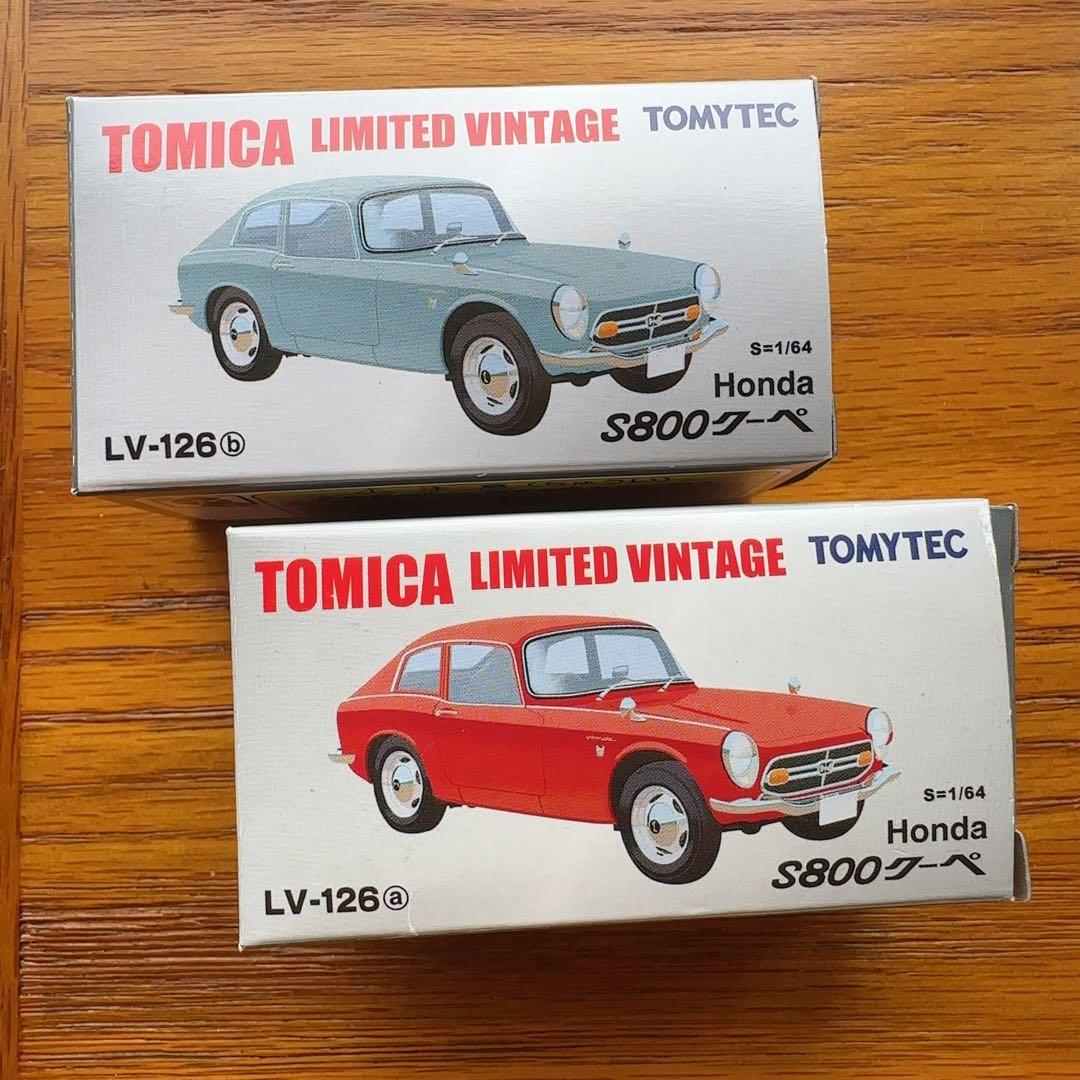 TOMICA LIMITED VINTAGE TOMYTEC
S=1/64
Honda
S800クーペ
LV-126ⓑ
TOMICA LIMITED VINTAGE TOMYTEC
Honda
S=1/64
Honda
S800クーペ
LV-126ⓐ